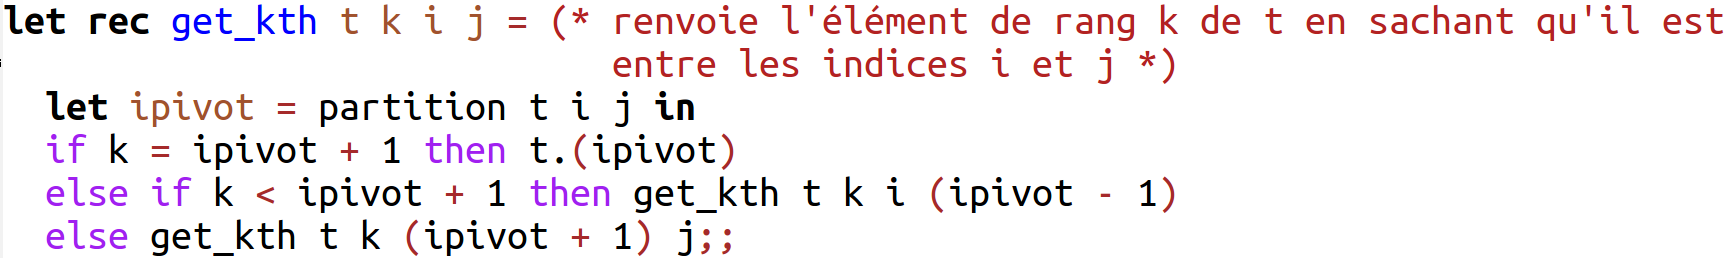 let rec get_kth t k i j = (* renvoie l'élément de rang k de t en sachant qu'il est
entre les indices i et j *)
let ipivot = partition t i j in
if k = ipivot + 1 then t.(ipivot)
else if k < ipivot + 1 then get_kth t k i (ipivot - 1)
else get_kth t k (ipivot + 1) j;;